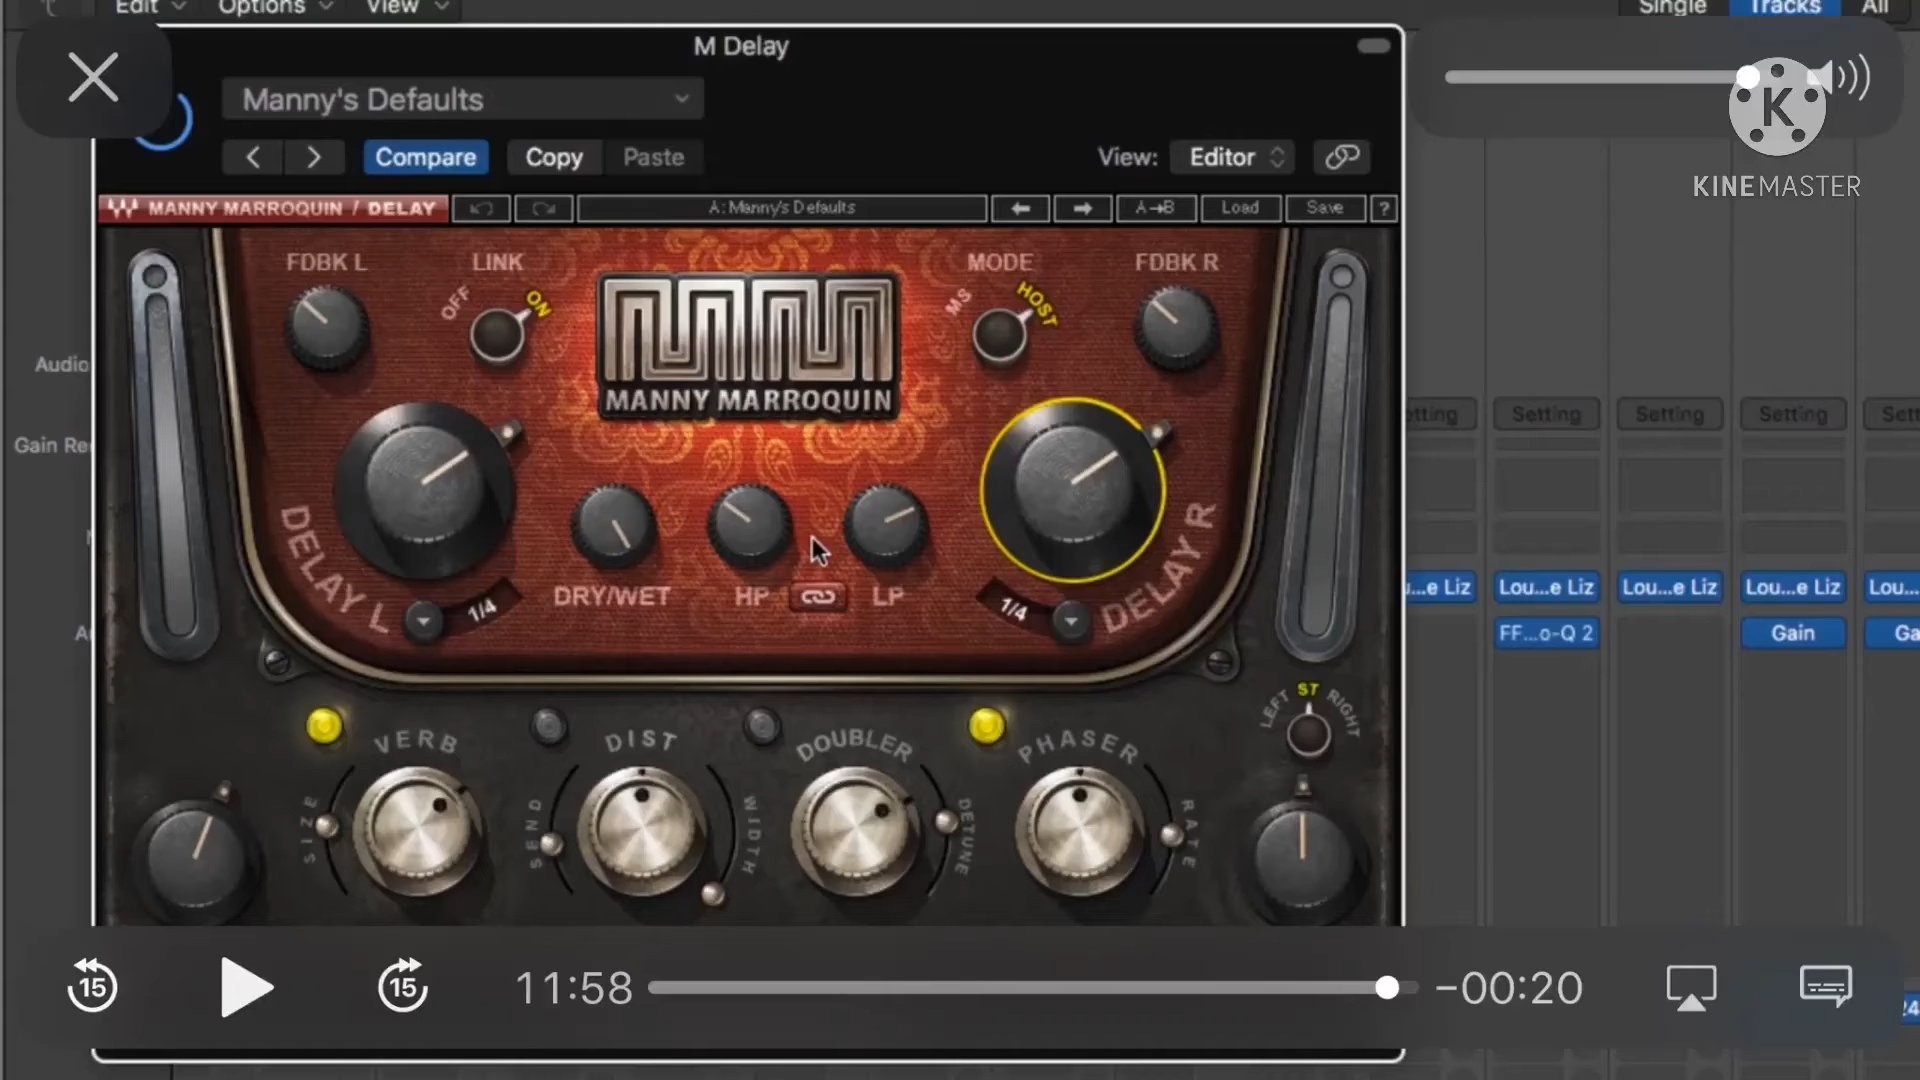 Edit Options View Single Tracks All
M Delay
Manny's Defaults
Compare Copy Paste View: Editor
KINEMASTER
K
MANNY MARROQUIN / DELAY A: Manny's Defaults A→B Load Save ?
FDBK L LINK MODE FDBK R
OFF ON MS HOST
MANNY MARROQUIN
Audio
Gain Re
Setting Setting Setting
DELAY L 1/4 DRY/WET HP LP 1/4 DELAY R
...e Liz Lou...e Liz Lou...e Liz Lou...e Liz Lou...
FF...o-Q 2 Gain Ga
LEFT ST RIGHT
VERB DIST DOUBLER PHASER
SIZE SEND WIDTH DETUNE RATE
15 15 11:58 -00:20
24